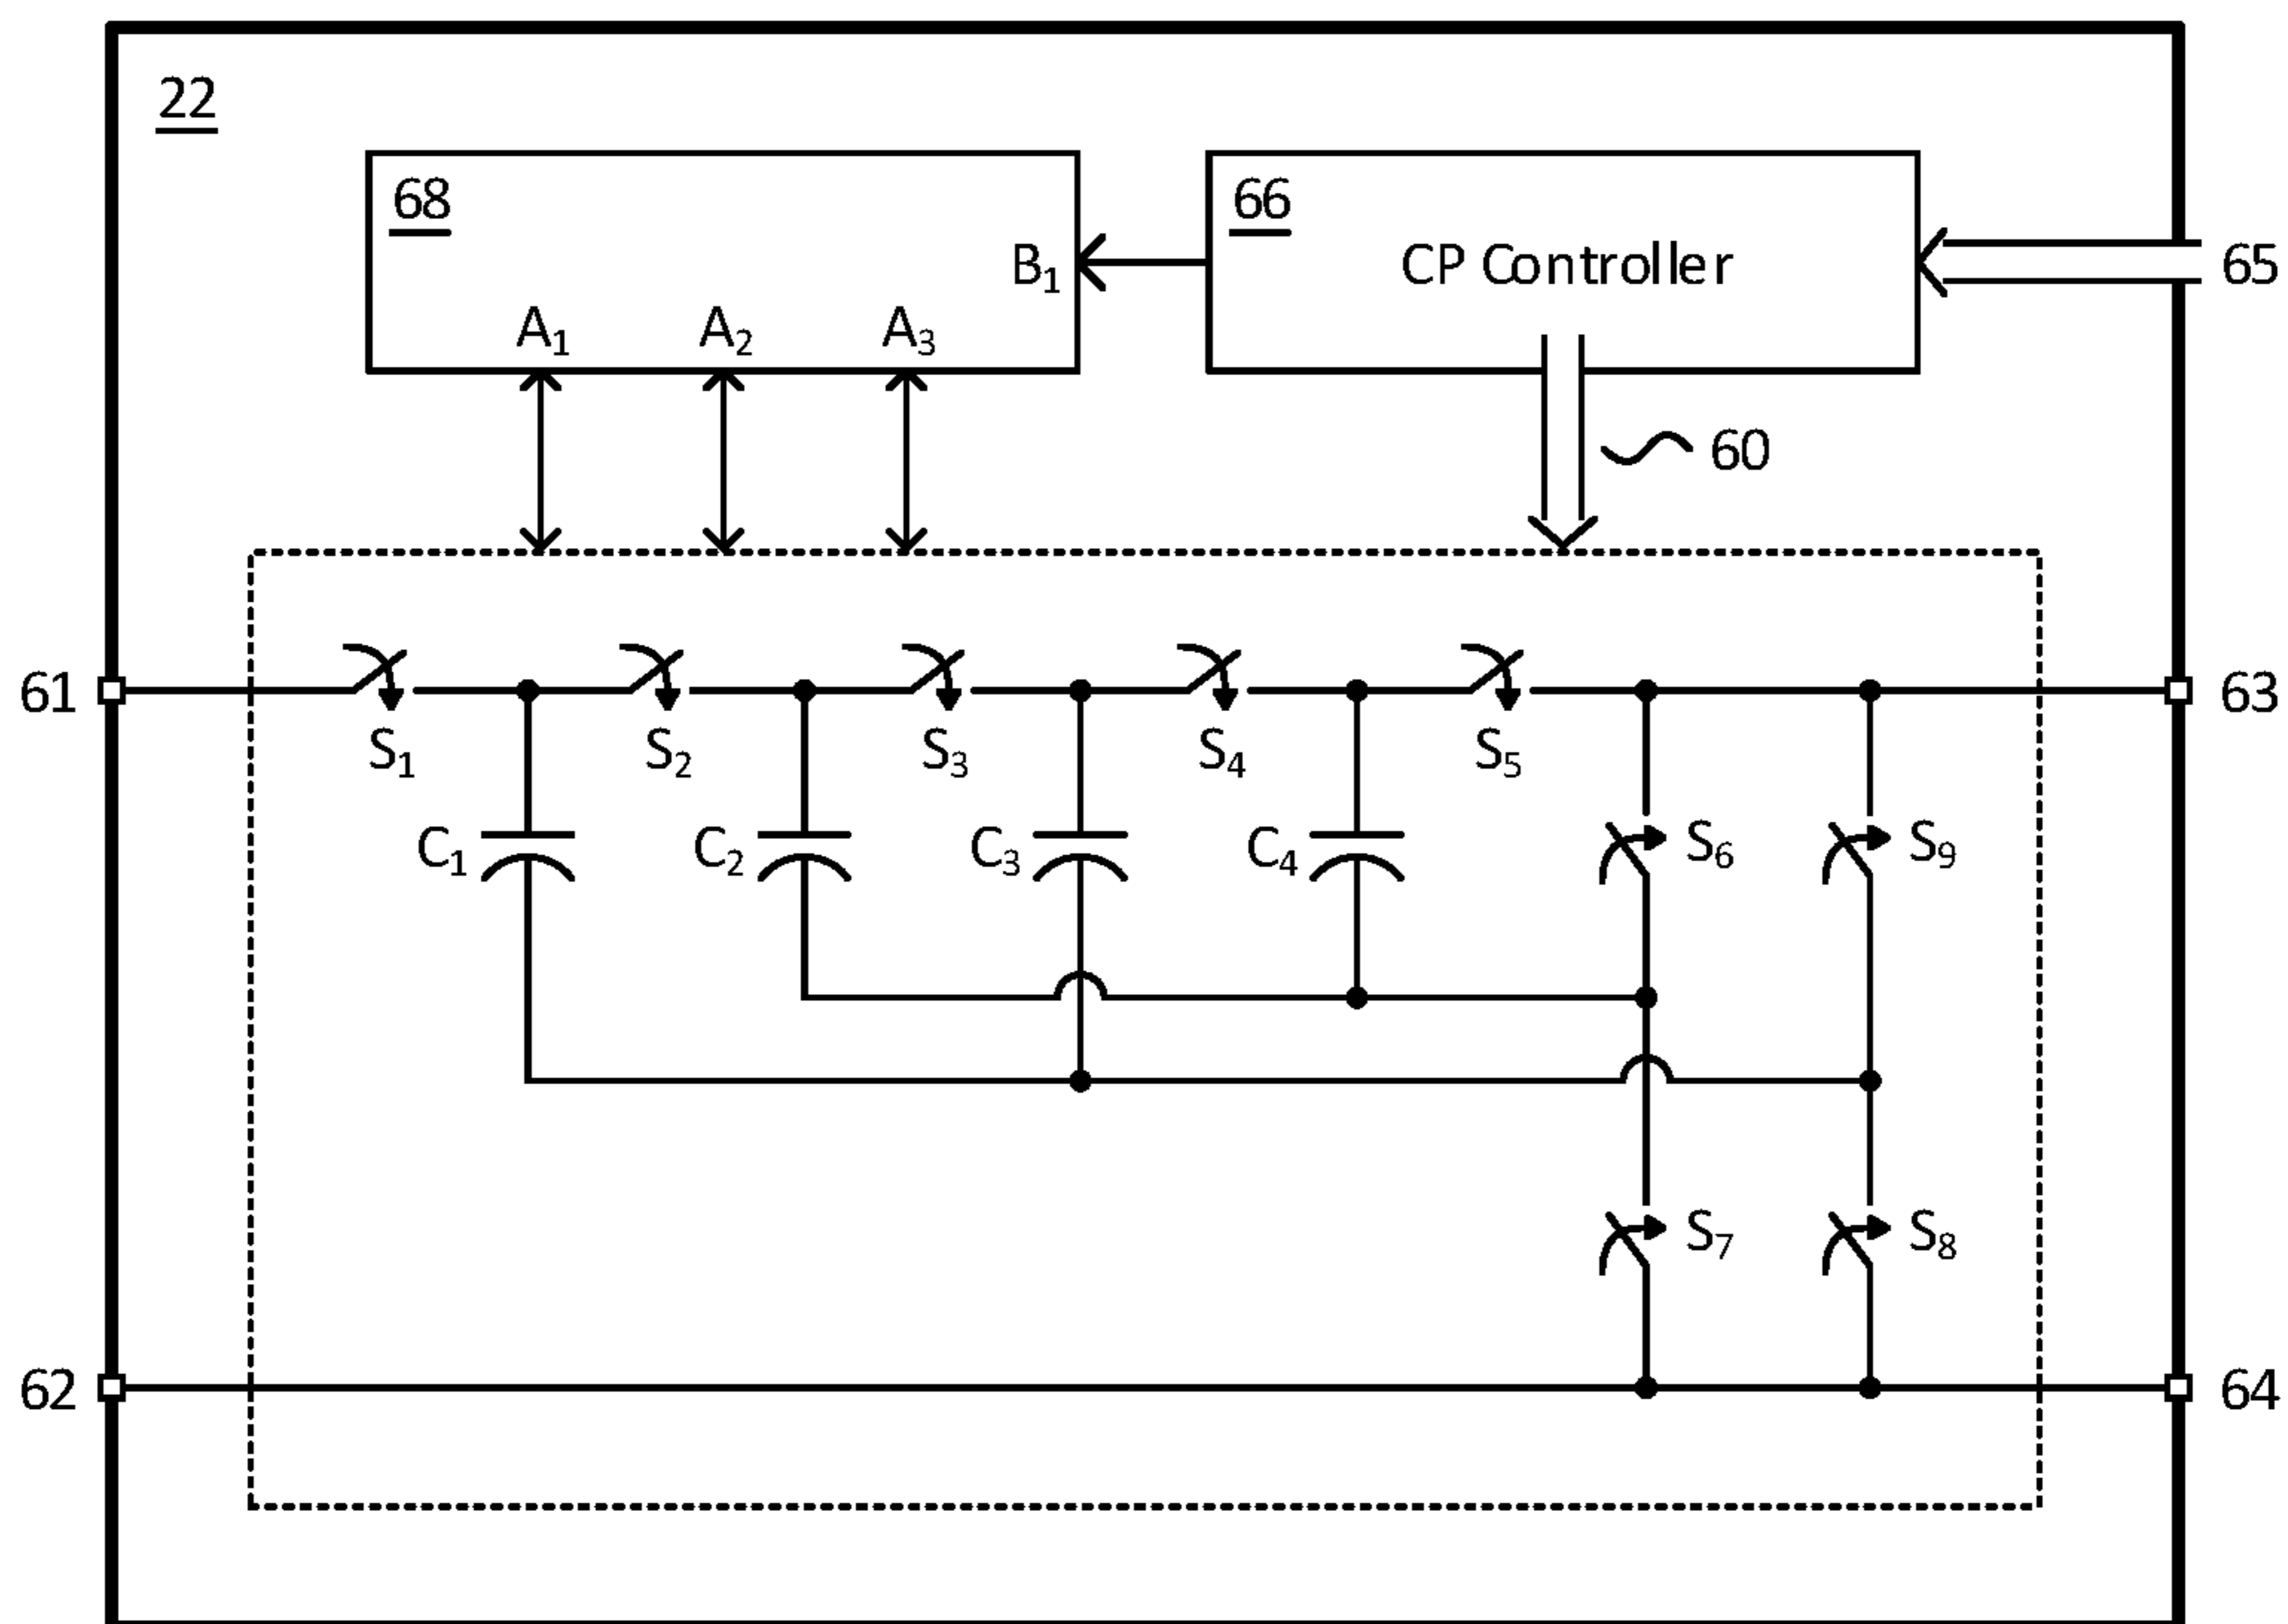 22
68
66
B₁
CP Controller
65
A₁ A₂ A₃
60
61
63
S₁ S₂ S₃ S₄ S₅
C₁ C₂ C₃ C₄ S₆ S₉
S₇ S₈
62
64